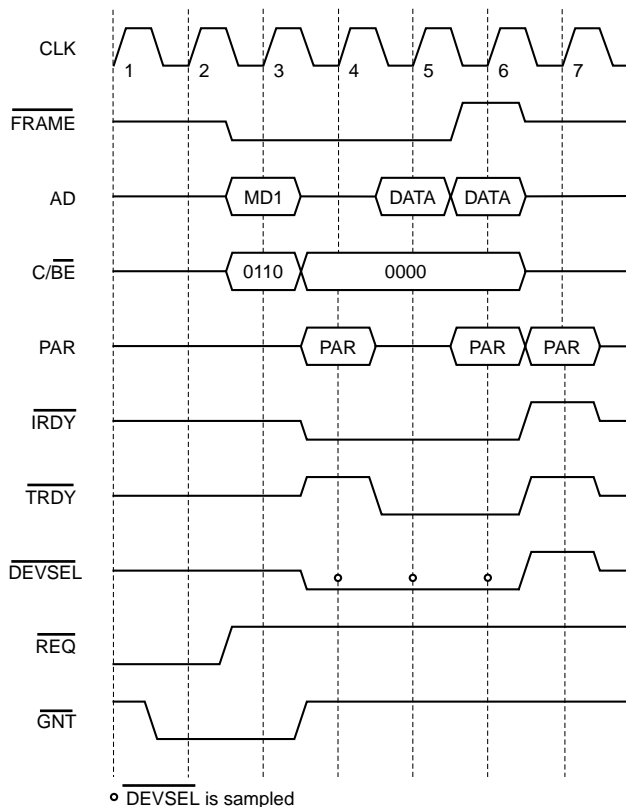 CLK
1 2 3 4 5 6 7
FRAME
AD MD1 DATA DATA
C/BE 0110 0000
PAR PAR PAR PAR
IRDY
TRDY
DEVSEL
REQ
GNT
DEVSEL is sampled